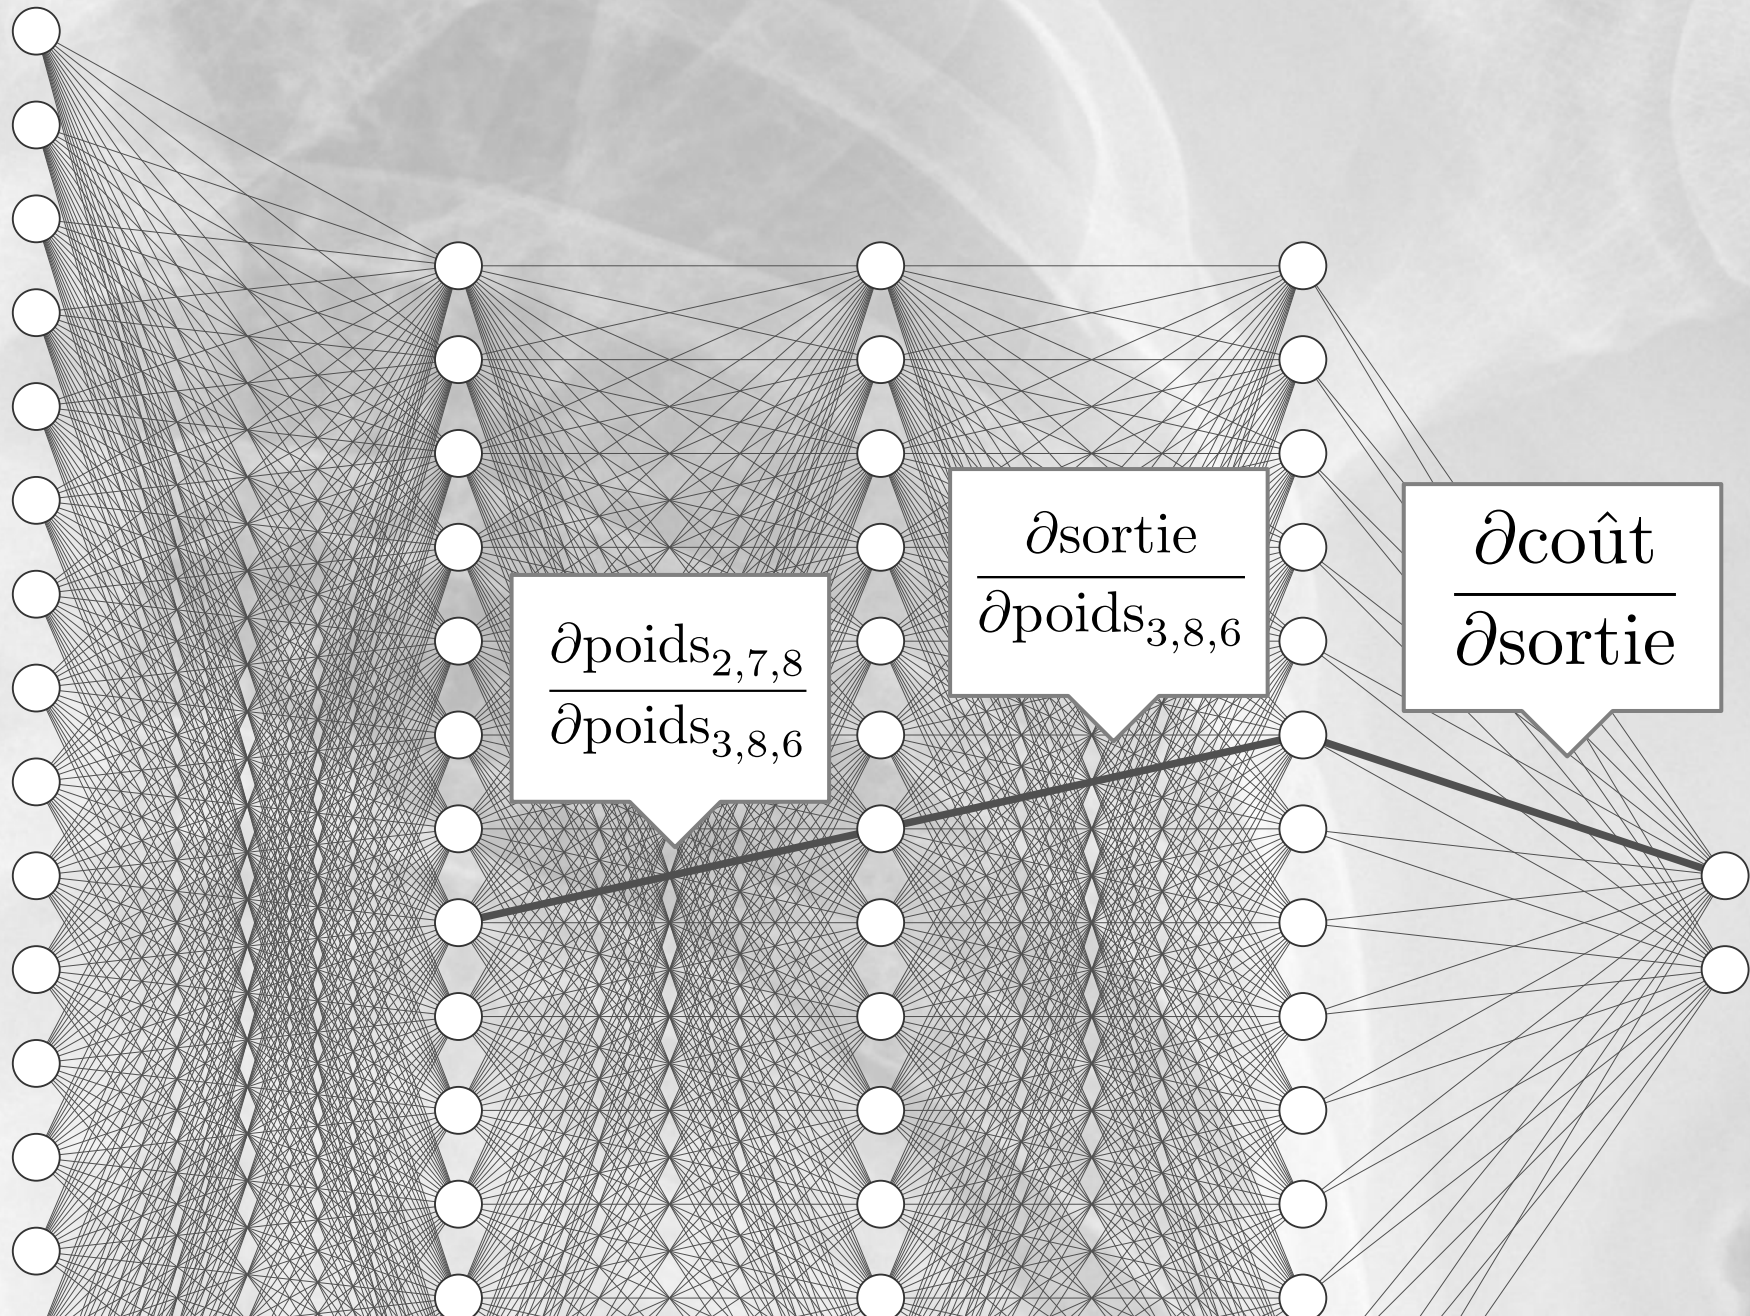 ∂poids2,7,8
∂poids3,8,6
∂sortie
∂poids3,8,6
∂coût
∂sortie